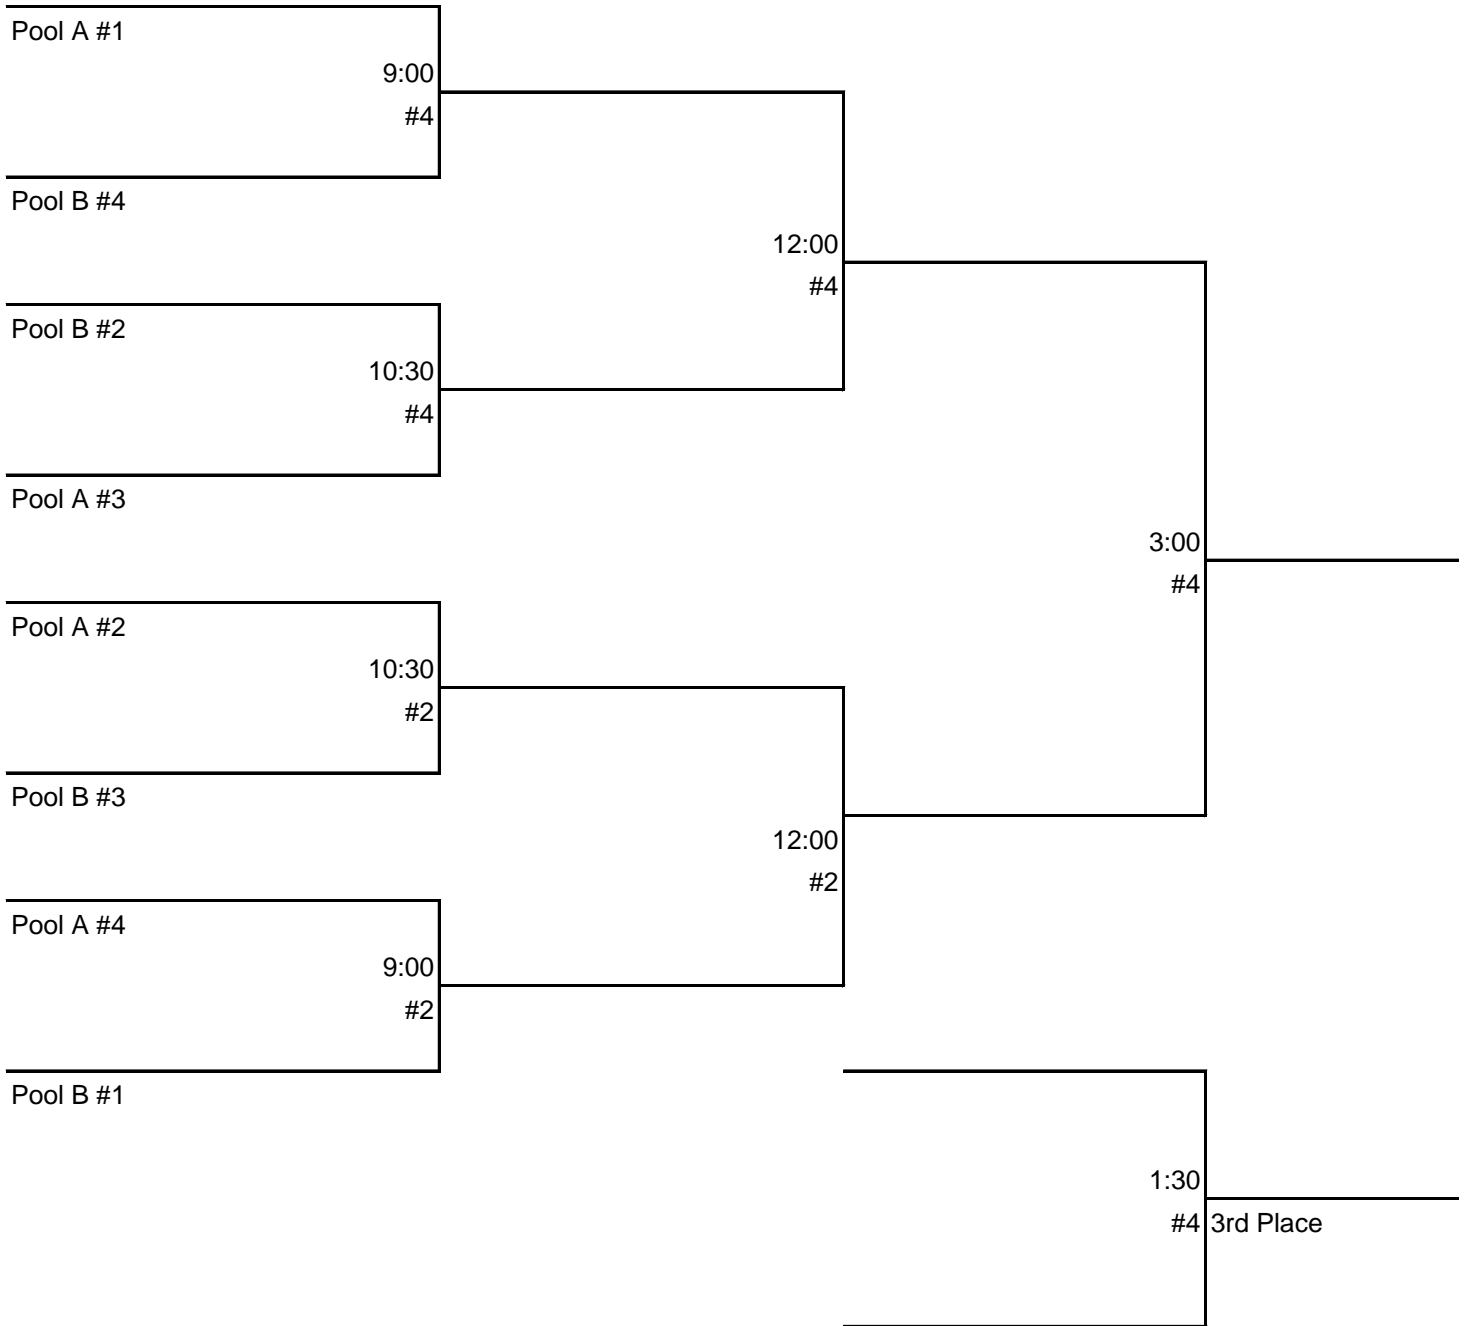 Pool A #1
9:00
#4
Pool B #4
12:00
#4
Pool B #2
10:30
#4
Pool A #3
3:00
#4
Pool A #2
10:30
#2
Pool B #3
12:00
#2
Pool A #4
9:00
#2
Pool B #1
1:30
#4 3rd Place